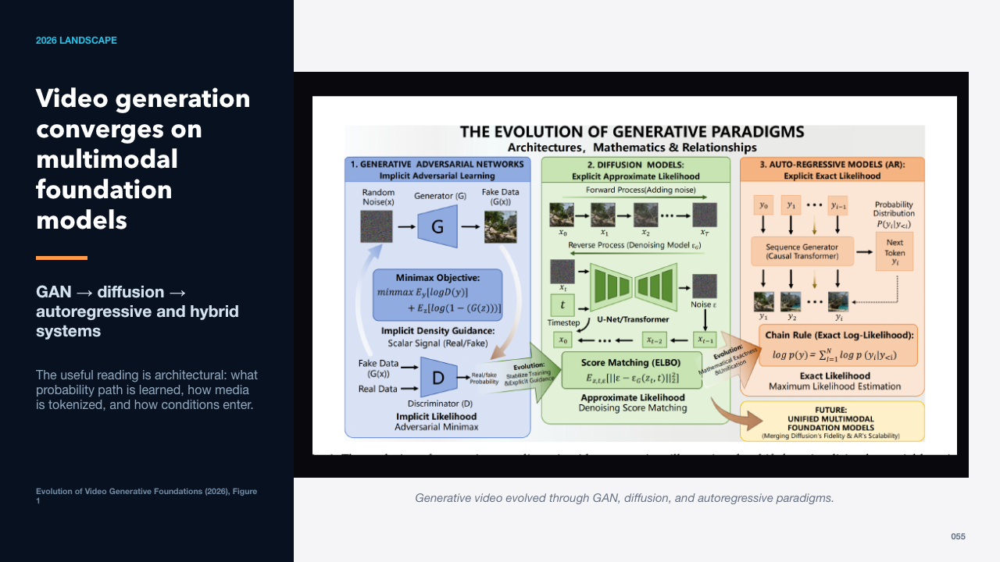 2026 LANDSCAPE
Video generation
converges on
multimodal
foundation
models
GAN → diffusion →
autoregressive and hybrid
systems
The useful reading is architectural: what
probability path is learned, how media
is tokenized, and how conditions enter.
Evolution of Video Generative Foundations (2026), Figure
1
THE EVOLUTION OF GENERATIVE PARADIGMS
Architectures, Mathematics & Relationships
1. GENERATIVE ADVERSARIAL NETWORKS
Implicit Adversarial Learning
Random
Noise(x)
Generator (G)
Fake Data
(G(x))
G
Minimax Objective:
minmax E_y[logD(y)]
+ E_z[log(1 − (G(z)))]
Implicit Density Guidance:
Scalar Signal (Real/Fake)
Fake Data
(G(x))
Real Data
D
Real/fake
Probability
Discriminator (D)
Implicit Likelihood
Adversarial Minimax
Evolution:
Stabilize Training
&Explicit Guidance
2. DIFFUSION MODELS:
Explicit Approximate Likelihood
Forward Process(Adding noise)
x_0 x_1 x_2 ••• x_T
Reverse Process (Denoising Model ε_G)
x_t
t
Timestep
U-Net/Transformer
Noise ε
x_0 ••• x_{t−2} x_{t−1}
Score Matching (ELBO)
E_{z,t,ε}[||ε − ε_G(z_t, t)||_2^2]
Approximate Likelihood
Denoising Score Matching
Evolution:
Mathematical Exactness
&Unification
3. AUTO-REGRESSIVE MODELS (AR):
Explicit Exact Likelihood
y_0 y_1 ••• y_{i−1}
Probability
Distribution
P(y_i|y_{<i})
Sequence Generator
(Causal Transformer)
Next
Token
y_i
•••
y_1 y_2 y_i
Chain Rule (Exact Log-Likelihood):
log p(y) = ∑_{i=1}^N log p (y_i|y_{<i})
Exact Likelihood
Maximum Likelihood Estimation
FUTURE:
UNIFIED MULTIMODAL
FOUNDATION MODELS
(Merging Diffusion's Fidelity & AR's Scalability)
Generative video evolved through GAN, diffusion, and autoregressive paradigms.
055